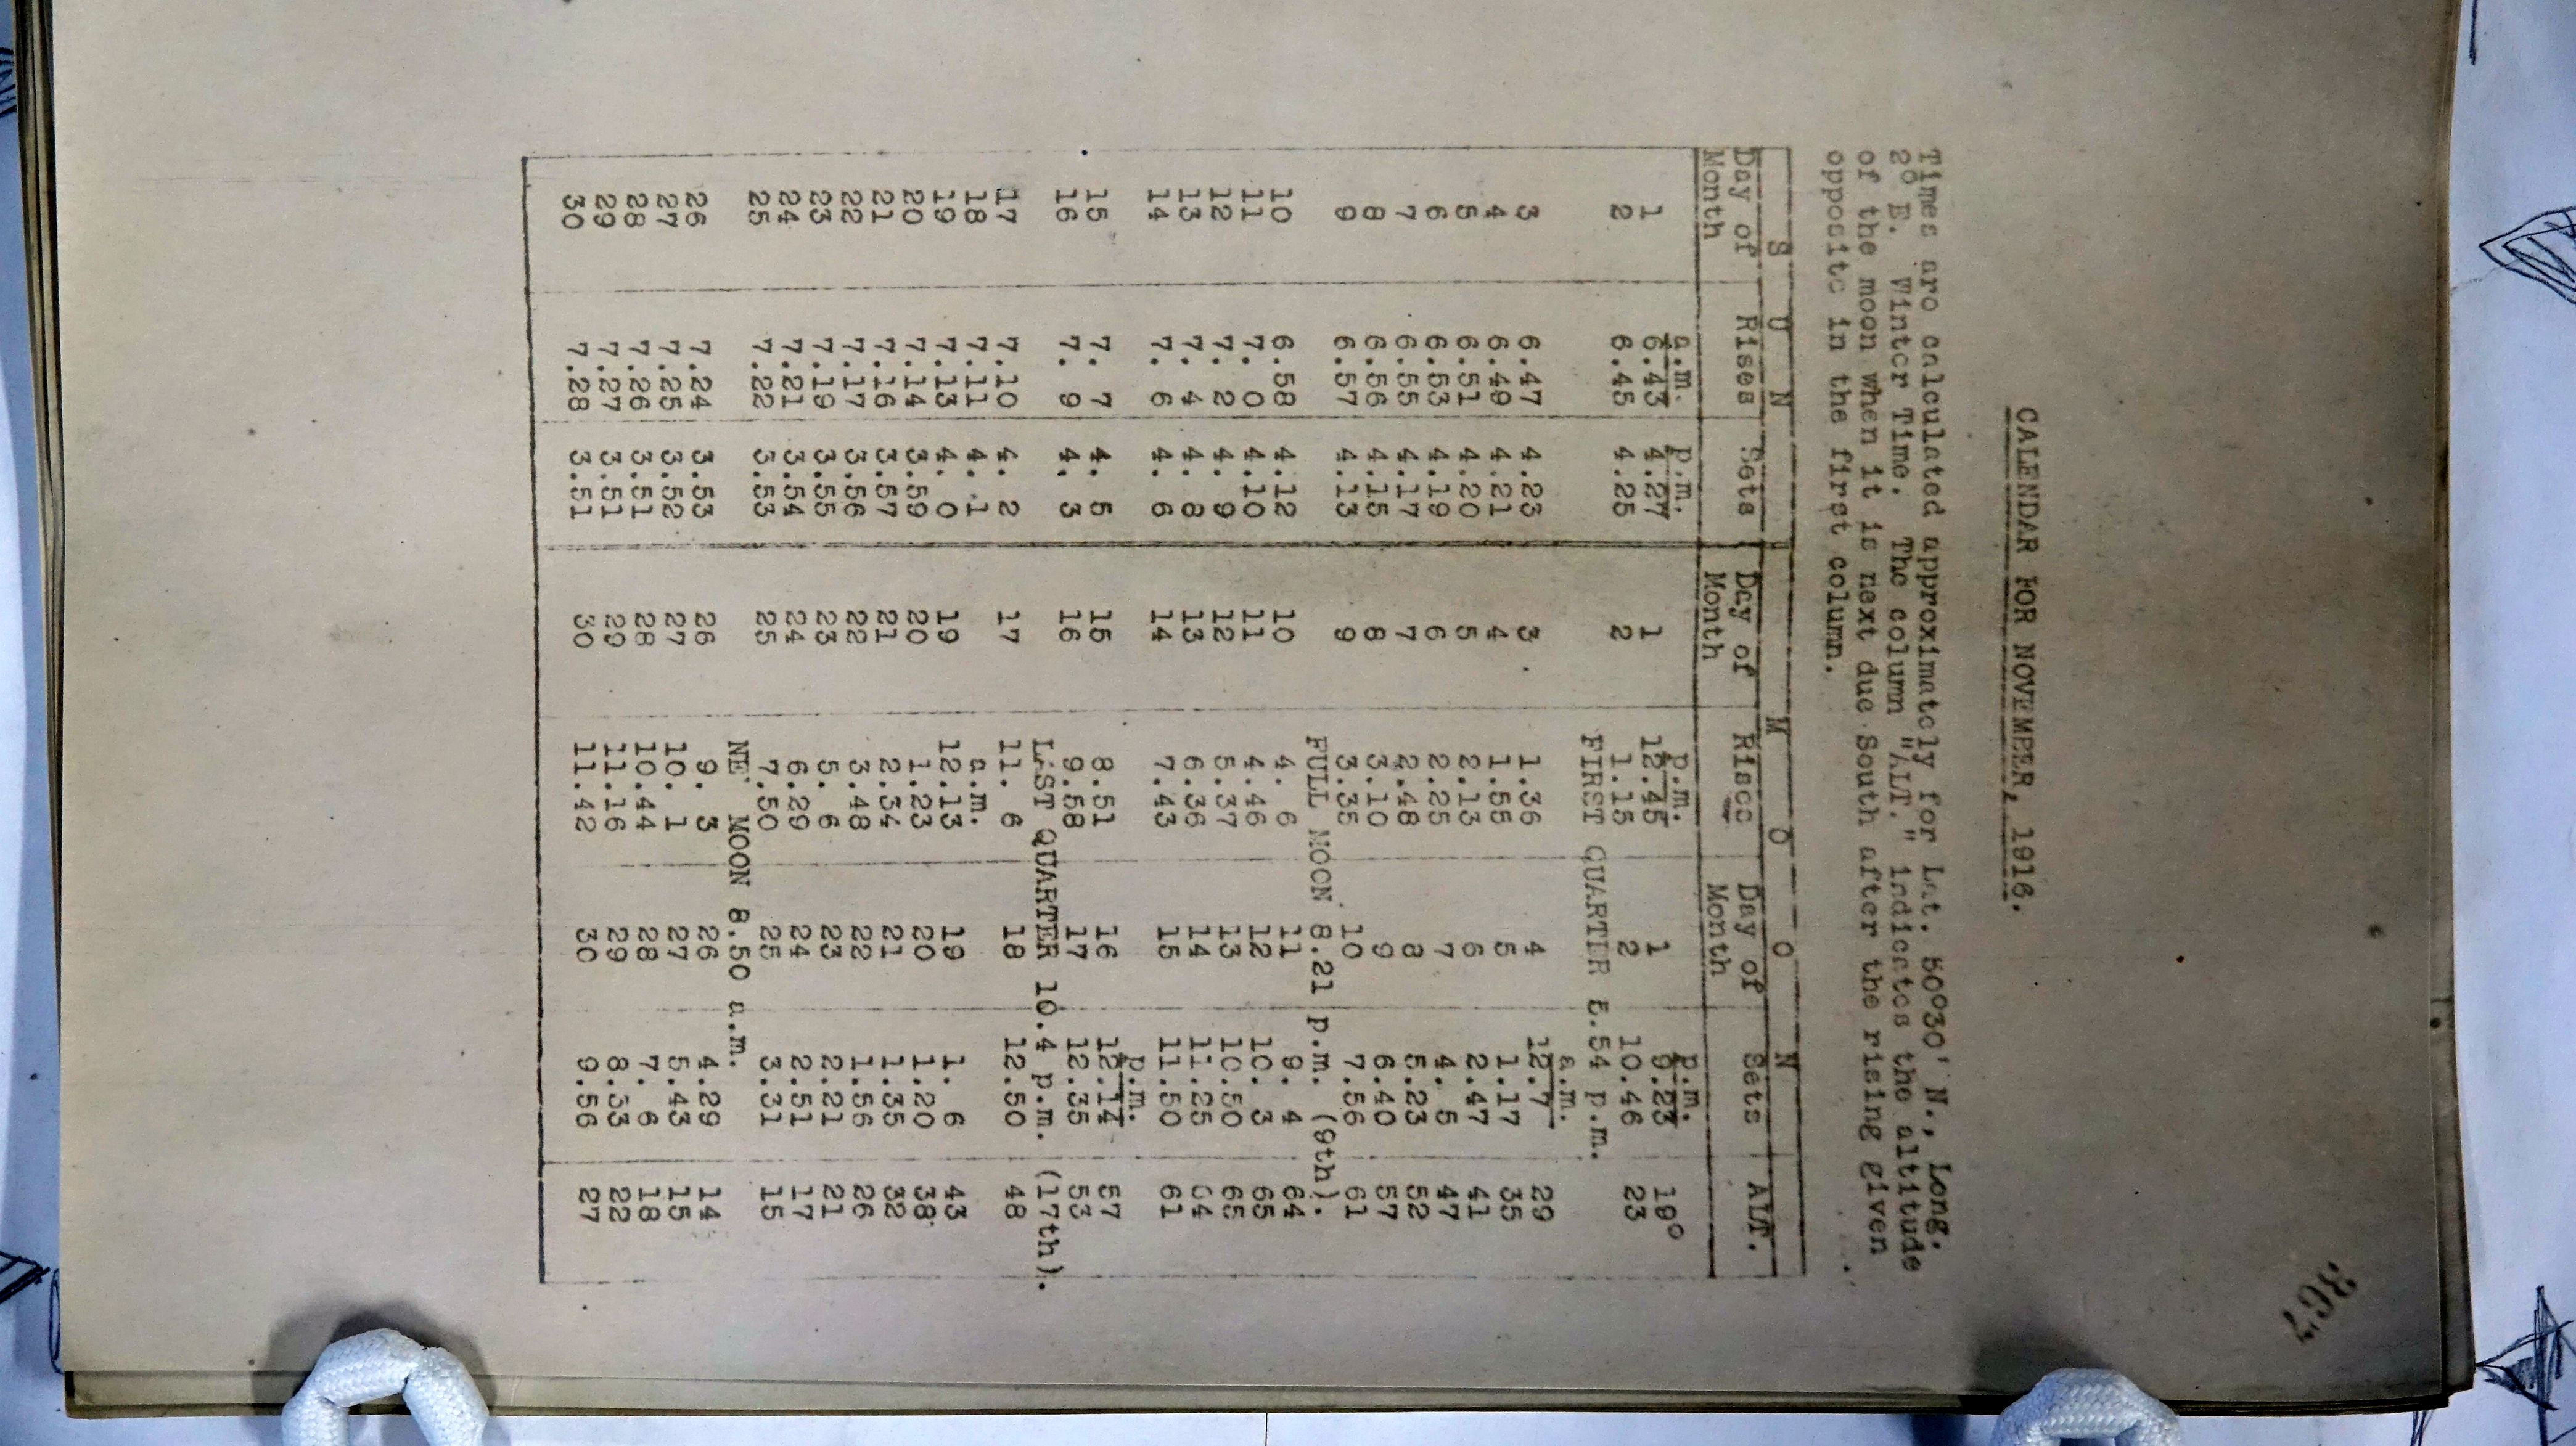 367
CALENDAR FOR NOVEMBER, 1916.
Times are calculated approximately for Lat. 50°30' N., Long.
20 E. Winter Time. The column "ALT." indicates the altitude
of the moon when it is next due South after the rising given
opposite in the first column.
S U N M O O N
Day of Month Rises Sets Day of Month Rises Day of Month Sets ALT.
a.m. p.m. p.m. p.m.
1 6.43 4.27 1 12.45 1 9.23 19°
2 6.45 4.25 2 1.15 2 10.46 23
FIRST QUARTER 5.54 p.m.
a.m.
3 6.47 4.23 3 1.36 4 12.7 29
4 6.49 4.21 4 1.55 5 1.17 35
5 6.51 4.20 5 2.13 6 2.47 41
6 6.53 4.19 6 2.25 7 4. 5 47
7 6.55 4.17 7 2.48 8 5.23 52
8 6.56 4.15 8 3.10 9 6.40 57
9 6.57 4.13 9 3.35 10 7.56 61
FULL MOON 8.21 p.m. (9th).
10 6.58 4.12 10 4. 6 11 9. 4 64
11 7. 0 4.10 11 4.46 12 10. 3 65
12 7. 2 4. 9 12 5.37 13 10.50 65
13 7. 4 4. 8 13 6.36 14 11.25 64
14 7. 6 4. 6 14 7.43 15 11.50 61
p.m.
15 7. 7 4. 5 15 8.51 16 12.14 57
16 7. 9 4. 3 16 9.58 17 12.35 53
LAST QUARTER 10.4 p.m. (17th).
17 7.10 4. 2 17 11. 6 18 12.50 48
18 7.11 4. 1 a.m.
19 7.13 4. 0 19 12.13 19 1. 6 43
20 7.14 3.59 20 1.23 20 1.20 38
21 7.16 3.57 21 2.34 21 1.35 32
22 7.17 3.56 22 3.48 22 1.56 26
23 7.19 3.55 23 5. 6 23 2.21 21
24 7.21 3.54 24 6.29 24 2.51 17
25 7.22 3.53 25 7.50 25 3.31 15
NEW MOON 8.50 a.m.
26 7.24 3.53 26 9. 3 26 4.29 14
27 7.25 3.52 27 10. 1 27 5.43 15
28 7.26 3.51 28 10.44 28 7. 6 18
29 7.27 3.51 29 11.16 29 8.33 22
30 7.28 3.51 30 11.42 30 9.56 27